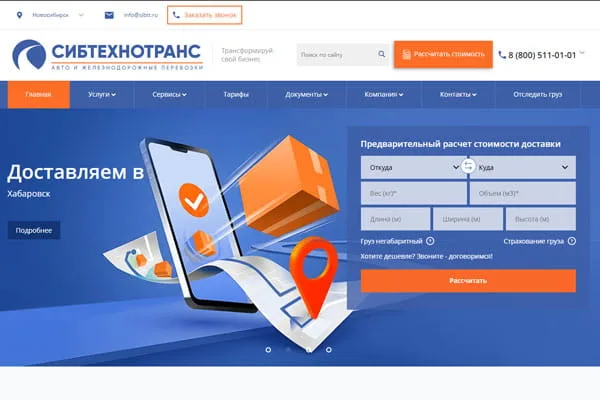 Новосибирск
info@sibtt.ru
Заказать звонок
СИБТЕХНОТРАНС
АВТО И ЖЕЛЕЗНОДОРОЖНЫЕ ПЕРЕВОЗКИ
Трансформируй
свой бизнес
Поиск по сайту
Рассчитать стоимость
8 (800) 511-01-01
Главная
Услуги
Сервисы
Тарифы
Документы
Компания
Контакты
Отследить груз
Доставляем в
Хабаровск
Подробнее
Предварительный расчет стоимости доставки
Откуда
Куда
Вес (кг)*
Объем (м3)*
Длина (м)
Ширина (м)
Высота (м)
Груз негабаритный ?
Страхование груза ?
Хотите дешевле? Звоните - договоримся!
Рассчитать